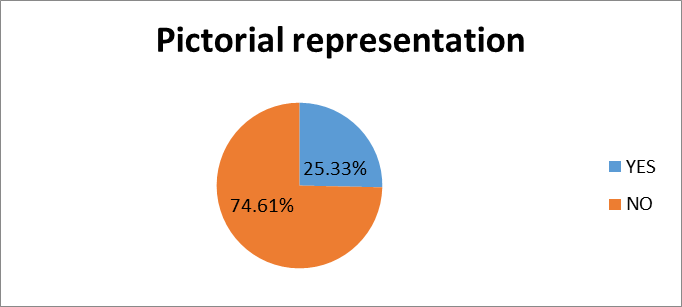 Pictorial representation
25.33%
74.61%
YES
NO